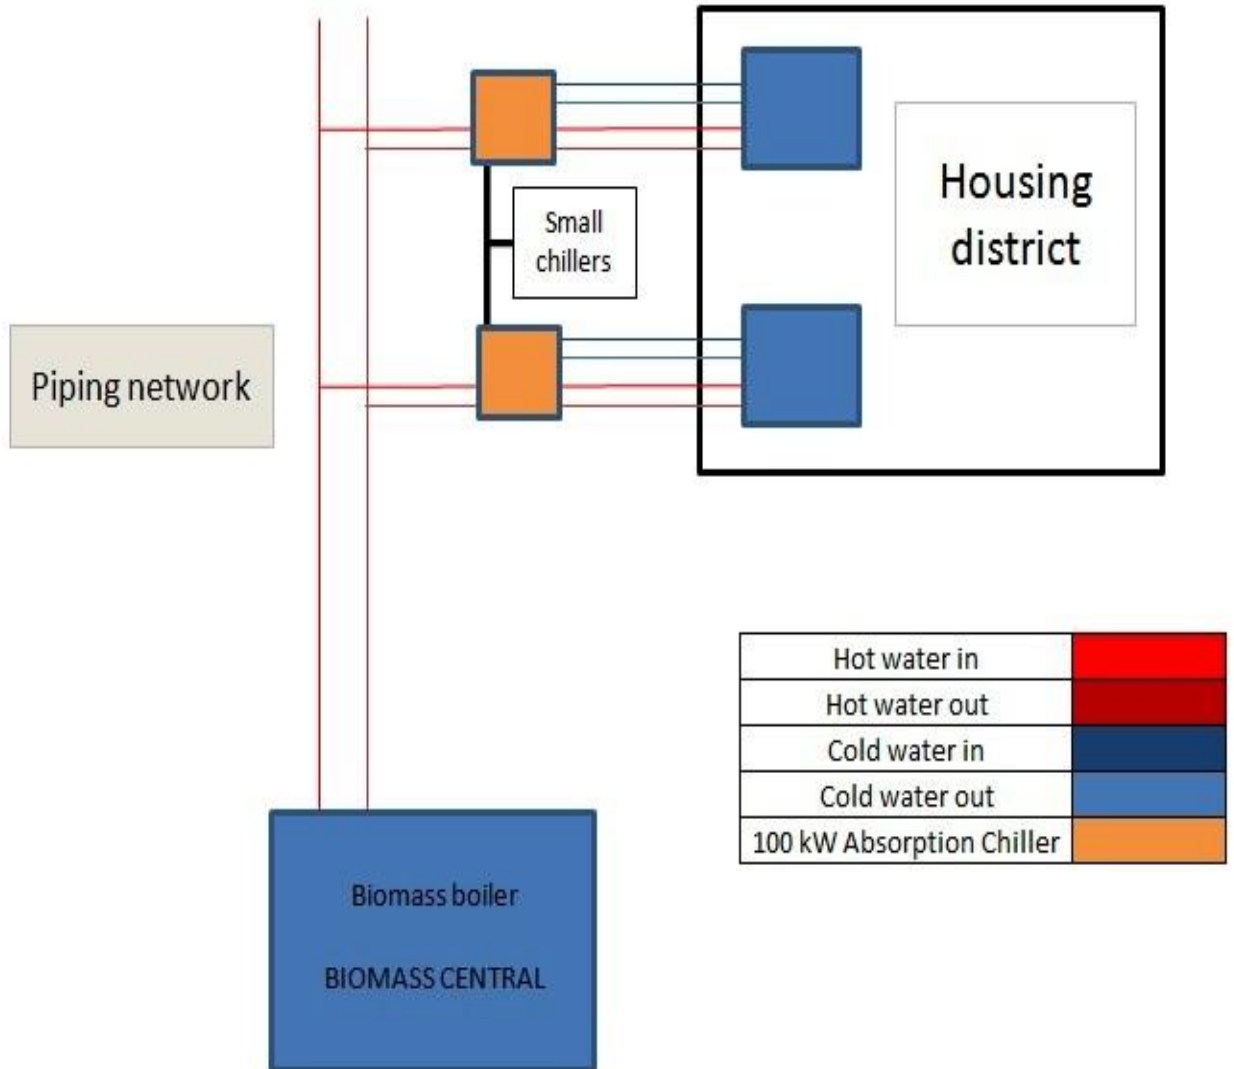 Housing
district
Small
chillers
Piping network
Hot water in
Hot water out
Cold water in
Cold water out
100 kW Absorption Chiller
Biomass boiler
BIOMASS CENTRAL